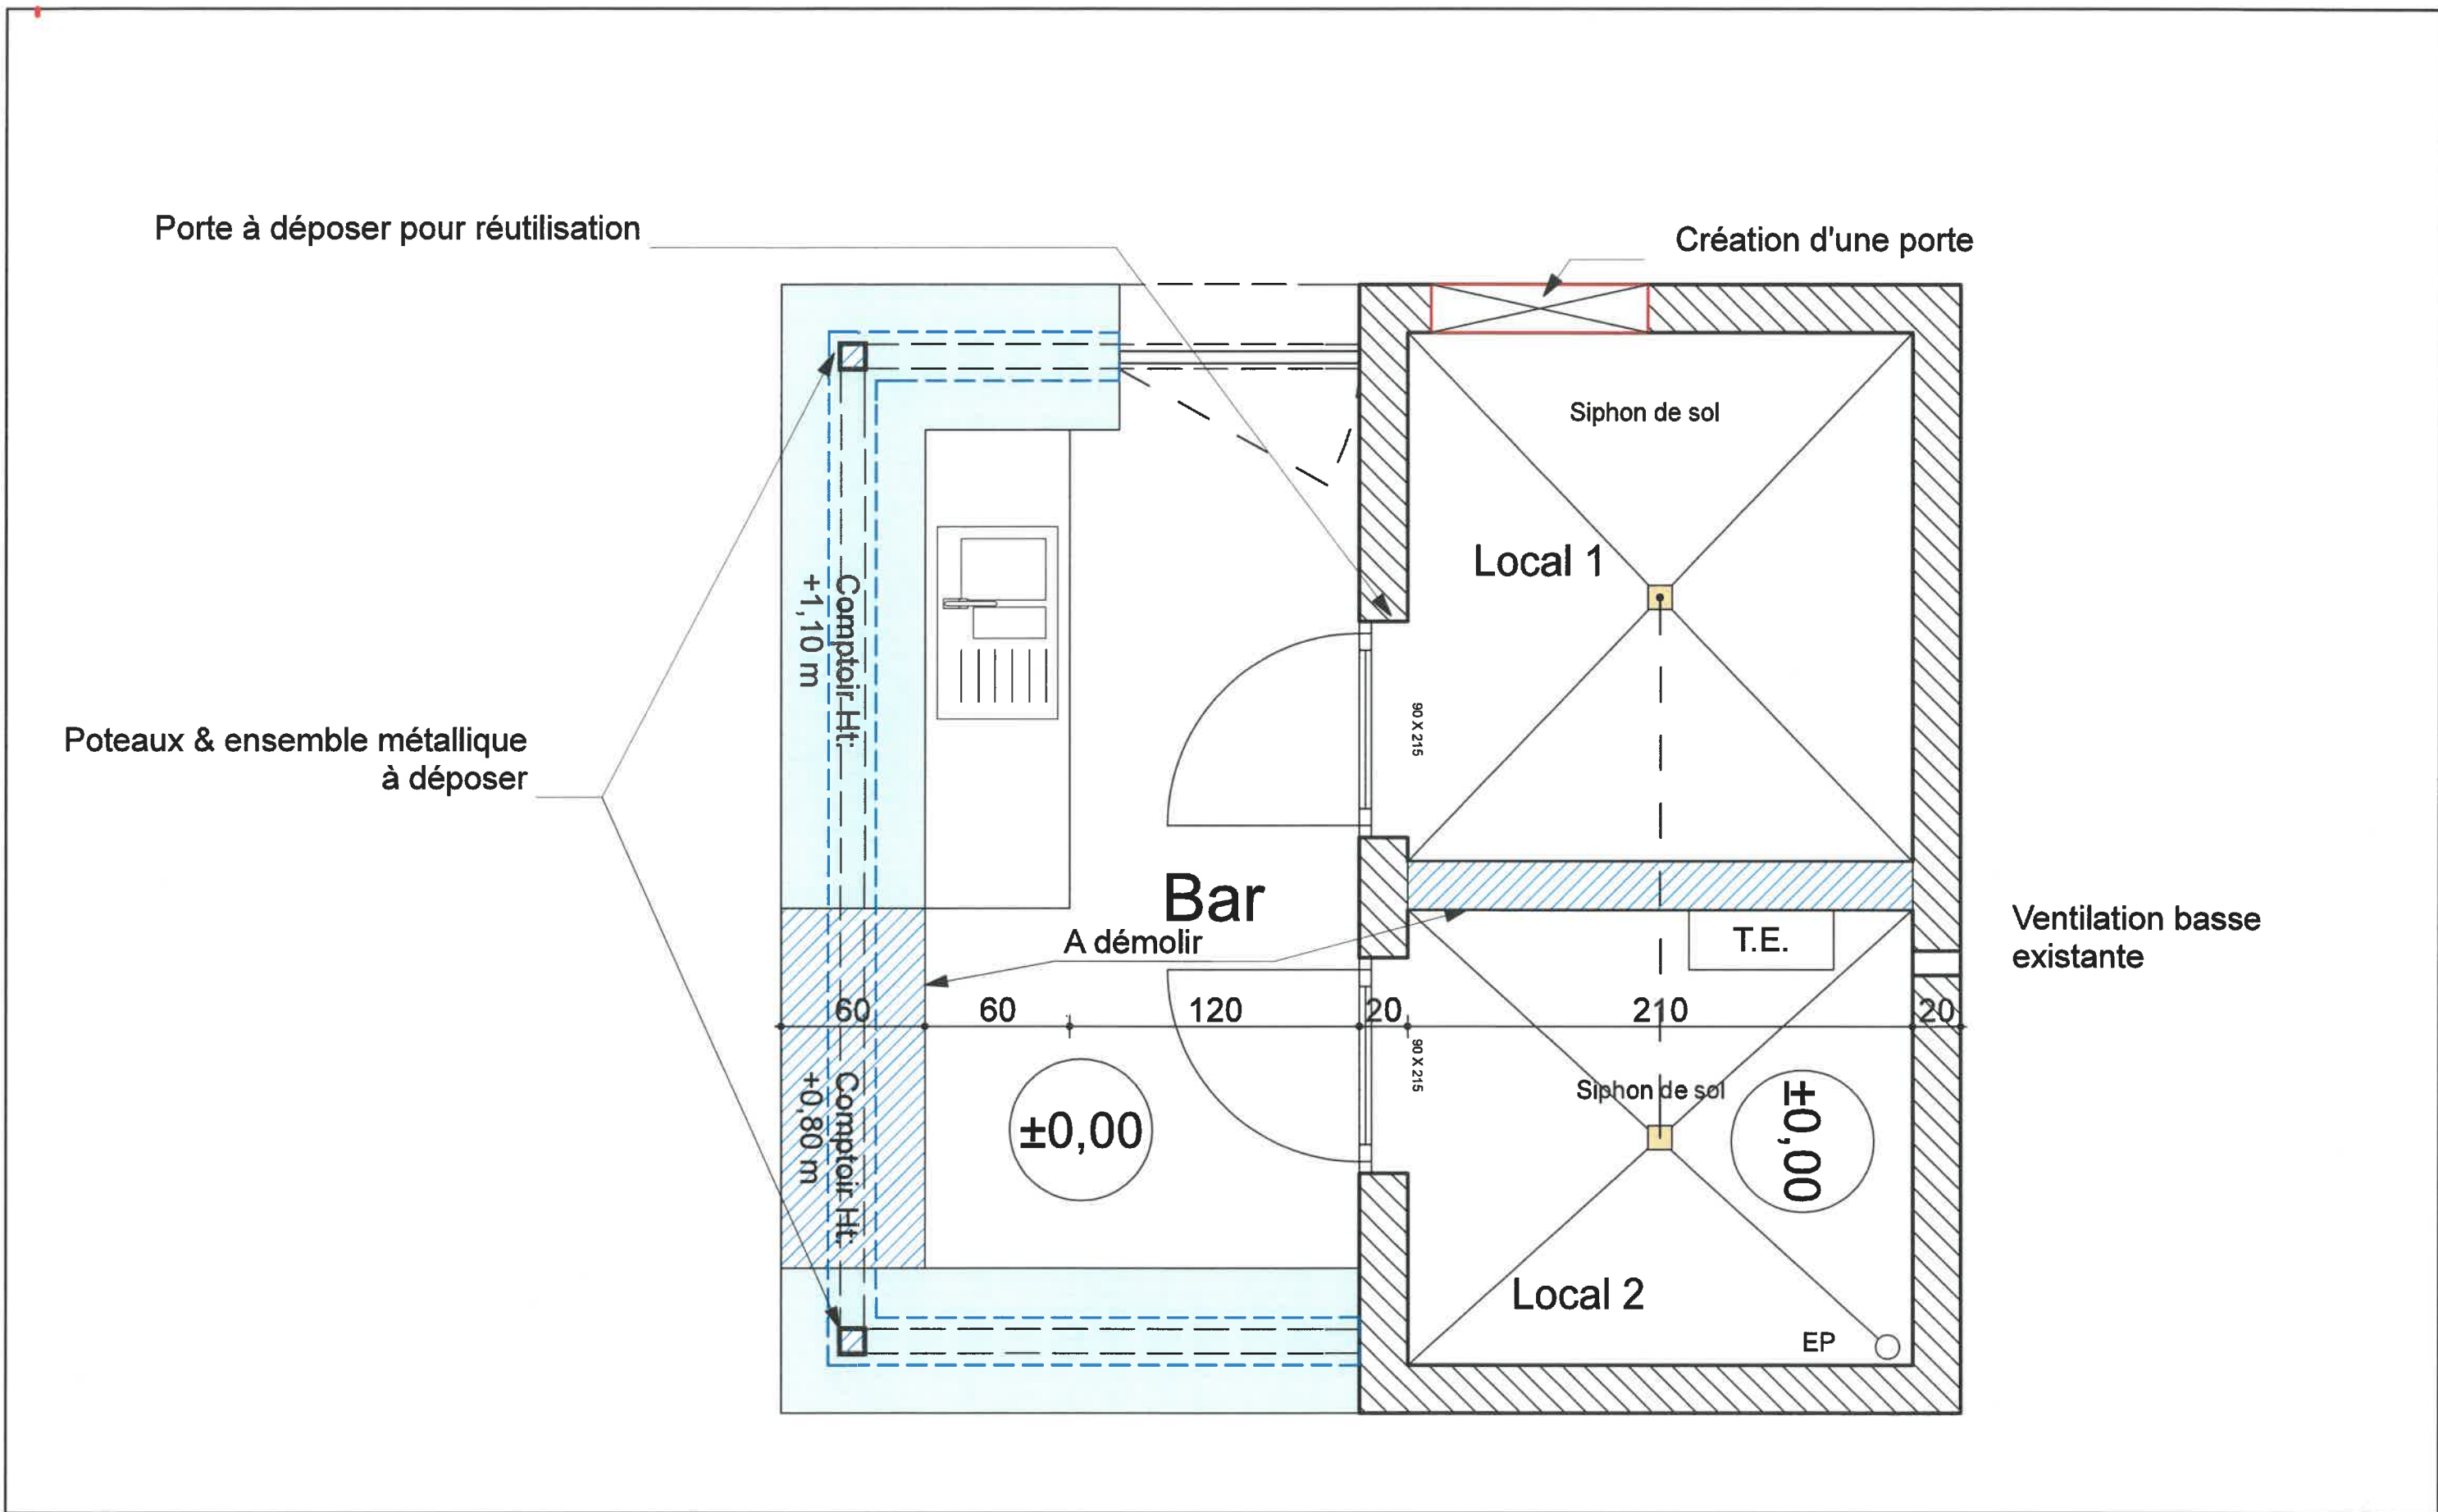 Porte à déposer pour réutilisation
Création d'une porte
Siphon de sol
Local 1
Comptoir Ht:
+1,10 m
90 X 215
Poteaux & ensemble métallique
à déposer
Bar
A démolir
T.E.
Ventilation basse
existante
60
60
120
20
210
20
90 X 215
Comptoir Ht:
+0,80 m
±0,00
Siphon de sol
±0,00
Local 2
EP